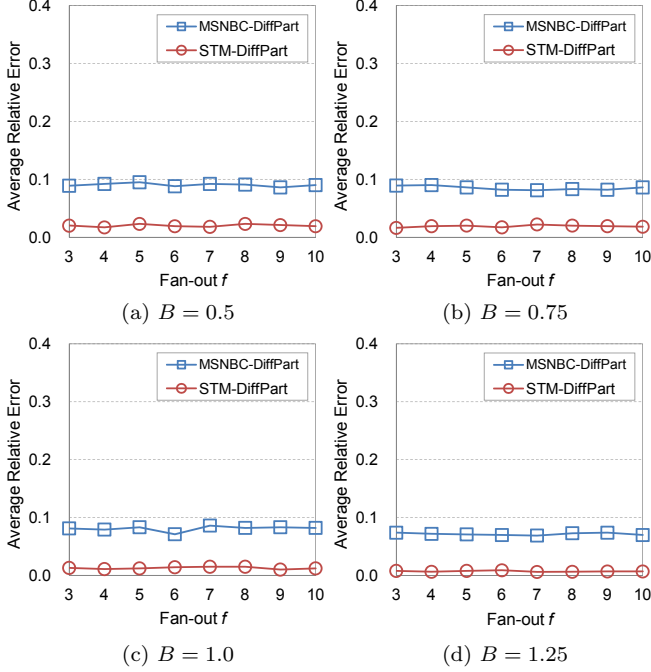 MSNBC-DiffPart
STM-DiffPart
Average Relative Error
0.4
0.3
0.2
0.1
0.0
3 4 5 6 7 8 9 10
Fan-out f
(a) B = 0.5
MSNBC-DiffPart
STM-DiffPart
Average Relative Error
0.4
0.3
0.2
0.1
0.0
3 4 5 6 7 8 9 10
Fan-out f
(b) B = 0.75
MSNBC-DiffPart
STM-DiffPart
Average Relative Error
0.4
0.3
0.2
0.1
0.0
3 4 5 6 7 8 9 10
Fan-out f
(c) B = 1.0
MSNBC-DiffPart
STM-DiffPart
Average Relative Error
0.4
0.3
0.2
0.1
0.0
3 4 5 6 7 8 9 10
Fan-out f
(d) B = 1.25